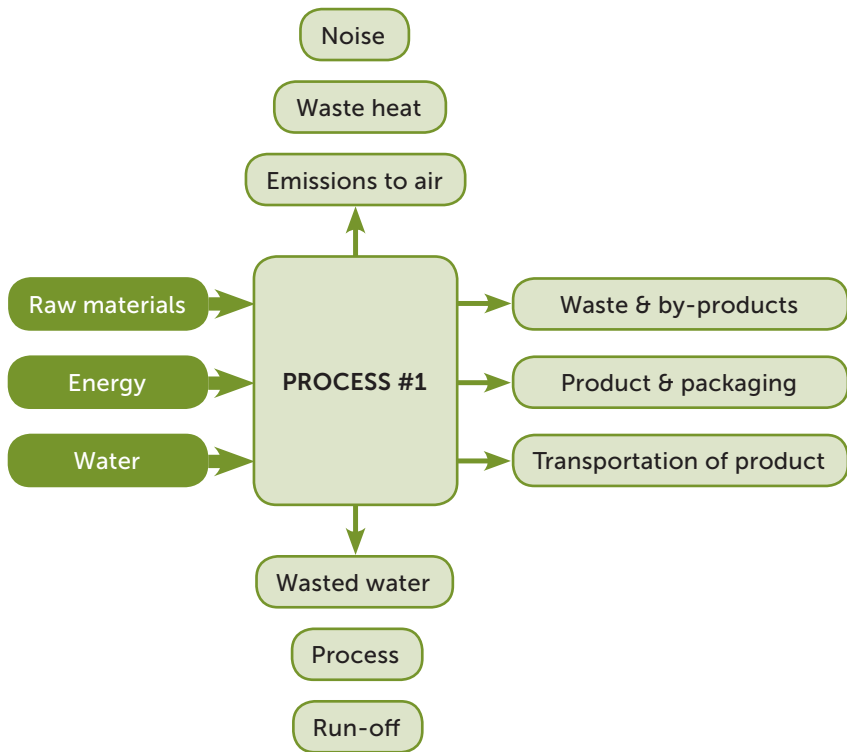 Noise
Waste heat
Emissions to air
Raw materials
Energy
Water
PROCESS #1
Waste & by-products
Product & packaging
Transportation of product
Wasted water
Process
Run-off